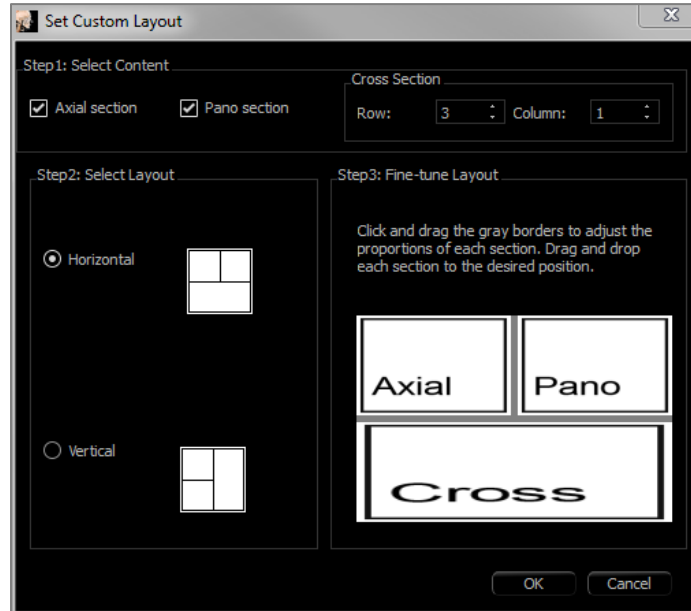 Set Custom Layout
Step1: Select Content
Axial section
Pano section
Cross Section
Row: 3 Column: 1
Step2: Select Layout
Horizontal
Vertical
Step3: Fine-tune Layout
Click and drag the gray borders to adjust the
proportions of each section. Drag and drop
each section to the desired position.
Axial
Pano
Cross
OK
Cancel